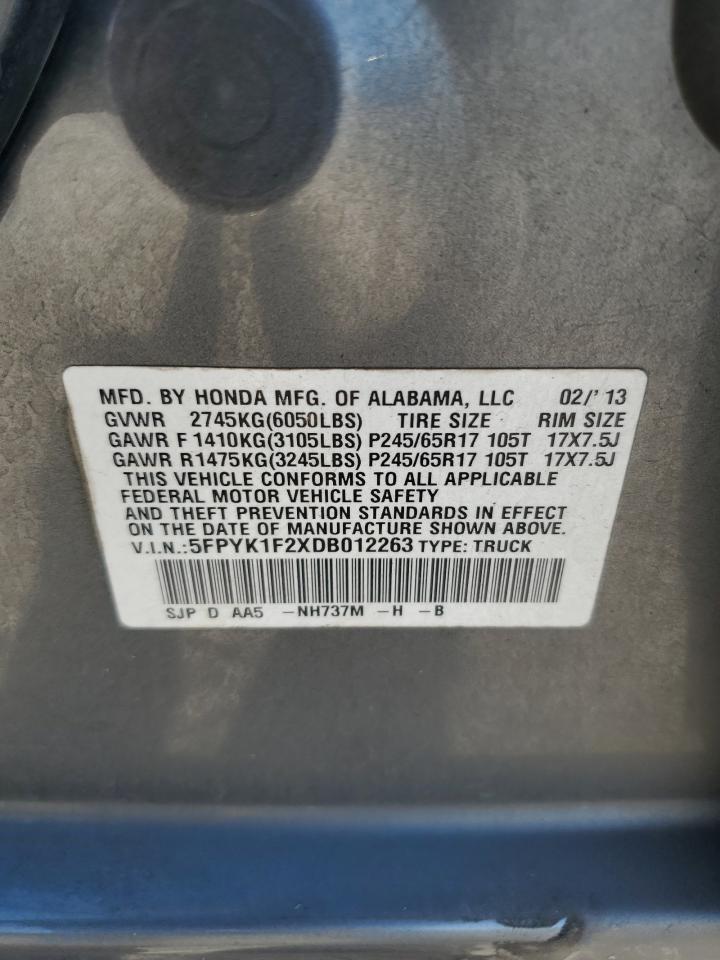 MFD. BY HONDA MFG. OF ALABAMA, LLC 02/'13
GVWR 2745KG(6050LBS) TIRE SIZE RIM SIZE
GAWR F1410KG(3105LBS) P245/65R17 105T 17X7.5J
GAWR R1475KG(3245LBS) P245/65R17 105T 17X7.5J
THIS VEHICLE CONFORMS TO ALL APPLICABLE
FEDERAL MOTOR VEHICLE SAFETY
AND THEFT PREVENTION STANDARDS IN EFFECT
ON THE DATE OF MANUFACTURE SHOWN ABOVE.
V.I.N.:5FPYK1F2XDB012263 TYPE: TRUCK
SJP D AA5 -NH737M -H -B